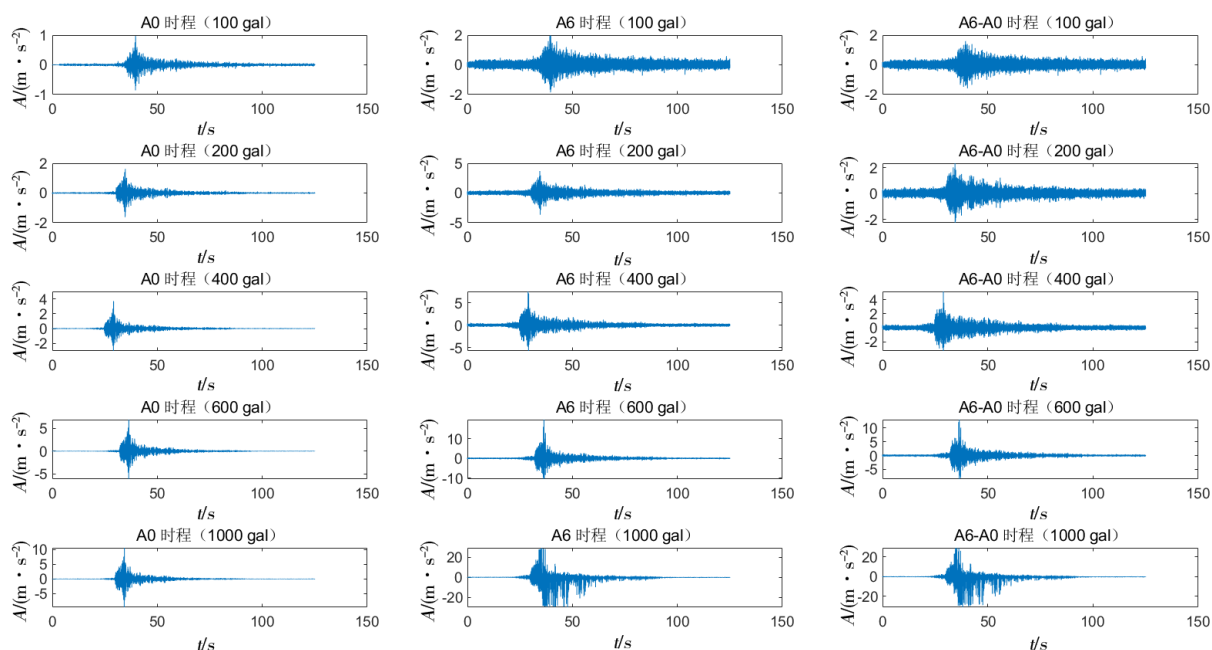 A0 时程（100 gal） A6 时程（100 gal） A6-A0 时程（100 gal）
A/(m·s⁻²) 1 0 -1 A/(m·s⁻²) 2 0 -2 A/(m·s⁻²) 2 0 -2
0 50 100 150 0 50 100 150 0 50 100 150
t/s t/s t/s
A0 时程（200 gal） A6 时程（200 gal） A6-A0 时程（200 gal）
A/(m·s⁻²) 2 0 -2 A/(m·s⁻²) 5 0 -5 A/(m·s⁻²) 2 0 -2
0 50 100 150 0 50 100 150 0 50 100 150
t/s t/s t/s
A0 时程（400 gal） A6 时程（400 gal） A6-A0 时程（400 gal）
A/(m·s⁻²) 4 2 0 -2 A/(m·s⁻²) 5 0 -5 A/(m·s⁻²) 4 2 0 -2
0 50 100 150 0 50 100 150 0 50 100 150
t/s t/s t/s
A0 时程（600 gal） A6 时程（600 gal） A6-A0 时程（600 gal）
A/(m·s⁻²) 5 0 -5 A/(m·s⁻²) 10 0 -10 A/(m·s⁻²) 10 5 0 -5
0 50 100 150 0 50 100 150 0 50 100 150
t/s t/s t/s
A0 时程（1000 gal） A6 时程（1000 gal） A6-A0 时程（1000 gal）
A/(m·s⁻²) 10 5 0 -5 A/(m·s⁻²) 20 0 -20 A/(m·s⁻²) 20 0 -20
0 50 100 150 0 50 100 150 0 50 100 150
t/s t/s t/s